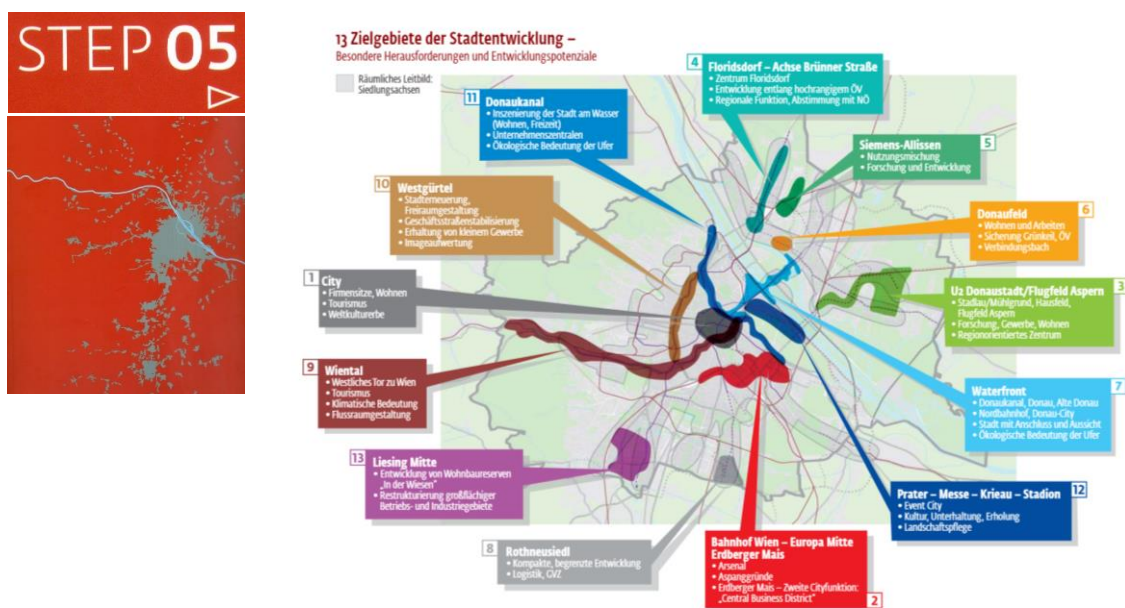 STEP 05
13 Zielgebiete der Stadtentwicklung –
Besondere Herausforderungen und Entwicklungspotenziale
Räumliches Leitbild:
Siedlungsachsen
4
Floridsdorf – Achse Brünner Straße
• Zentrum Floridsdorf
• Entwicklung entlang hochrangigem ÖV
• Regionale Funktion, Abstimmung mit NÖ
11
Donaukanal
• Inszenierung der Stadt am Wasser
(Wohnen, Freizeit)
• Unternehmenszentralen
• Ökologische Bedeutung der Ufer
Siemens-Allissen
5
• Nutzungsmischung
• Forschung und Entwicklung
10
Westgürtel
• Stadterneuerung,
Freiraumgestaltung
• Geschäftsstraßenstabilisierung
• Erhaltung von kleinem Gewerbe
• Imageaufwertung
Donaufeld
6
• Wohnen und Arbeiten
• Sicherung Grünkeil, ÖV
• Verbindungsbach
1
City
• Firmensitze, Wohnen
• Tourismus
• Weltkulturerbe
U2 Donaustadt/Flugfeld Aspern
3
• Stadlau/Mühlgrund, Hausfeld,
Flugfeld Aspern
• Forschung, Gewerbe, Wohnen
• Regionorientiertes Zentrum
9
Wiental
• Westliches Tor zu Wien
• Tourismus
• Klimatische Bedeutung
• Flussraumgestaltung
Waterfront
7
• Donaukanal, Donau, Alte Donau
• Nordbahnhof, Donau-City
• Stadt mit Anschluss und Aussicht
• Ökologische Bedeutung der Ufer
13
Liesing Mitte
• Entwicklung von Wohnbaureserven
„In der Wiesen“
• Restrukturierung großflächiger
Betriebs- und Industriegebiete
Prater – Messe – Krieau – Stadion
12
• Event City
• Kultur, Unterhaltung, Erholung
• Landschaftspflege
8
Rothneusiedl
• Kompakte, begrenzte Entwicklung
• Logistik, GVZ
Bahnhof Wien – Europa Mitte
Erdberger Mais
• Arsenal
• Aspanggründe
• Erdberger Mais – Zweite Cityfunktion:
„Central Business District“
2